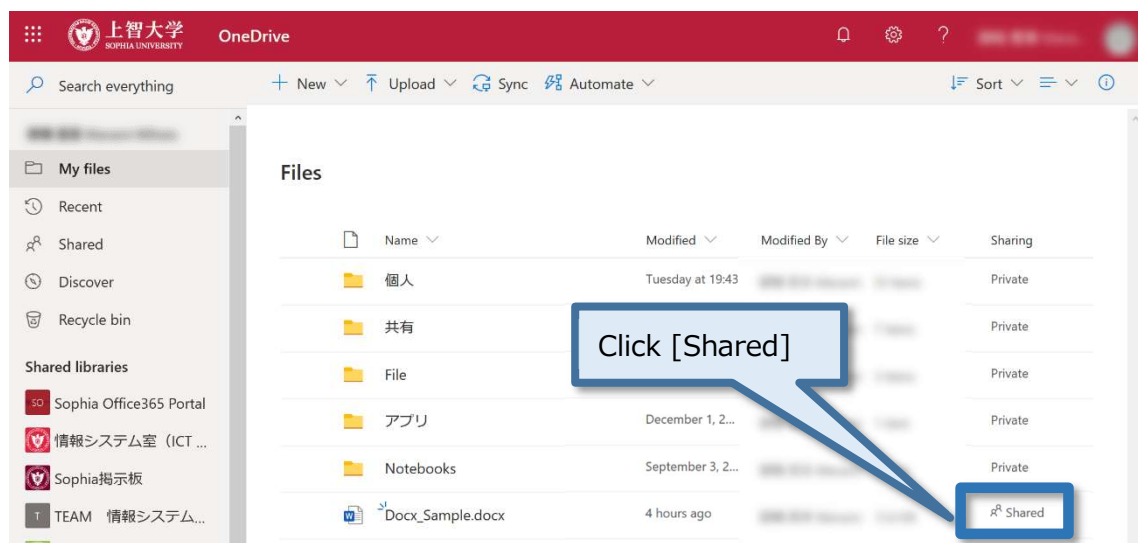 上智大学
SOPHIA UNIVERSITY
OneDrive
?
Search everything
New
Upload
Sync
Automate
Sort
My files
Recent
Shared
Discover
Recycle bin
Shared libraries
SO Sophia Office365 Portal
情報システム室（ICT ...
Sophia掲示板
T TEAM 情報システム...
Files
Name Modified Modified By File size Sharing
個人 Tuesday at 19:43 Private
共有 Private
File Private
アプリ December 1, 2... Private
Notebooks September 3, 2... Private
Docx_Sample.docx 4 hours ago Shared
Click [Shared]